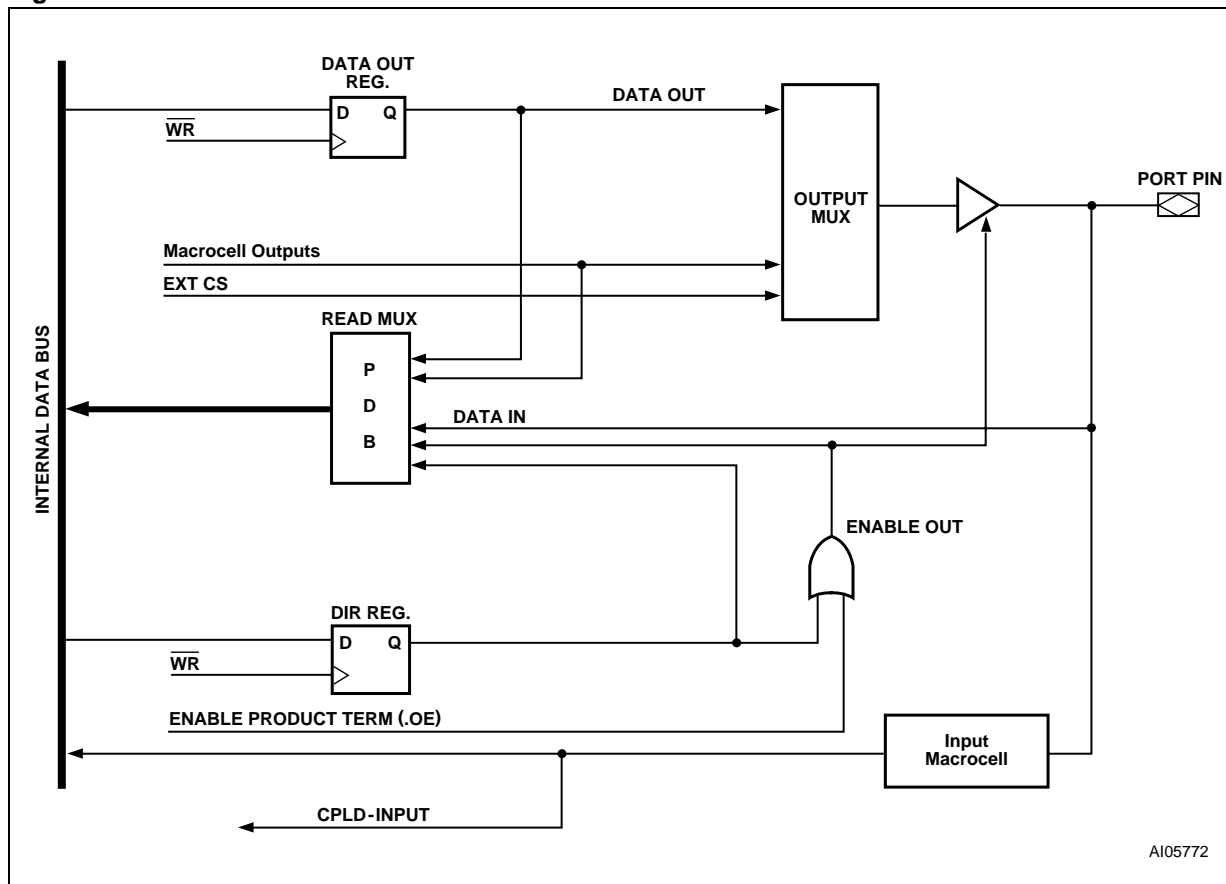 DATA OUT
REG.
D Q
WR
DATA OUT
OUTPUT
MUX
PORT PIN
Macrocell Outputs
EXT CS
READ MUX
P
D
B
DATA IN
INTERNAL DATA BUS
ENABLE OUT
DIR REG.
D Q
WR
ENABLE PRODUCT TERM (.OE)
Input
Macrocell
CPLD-INPUT
AI05772